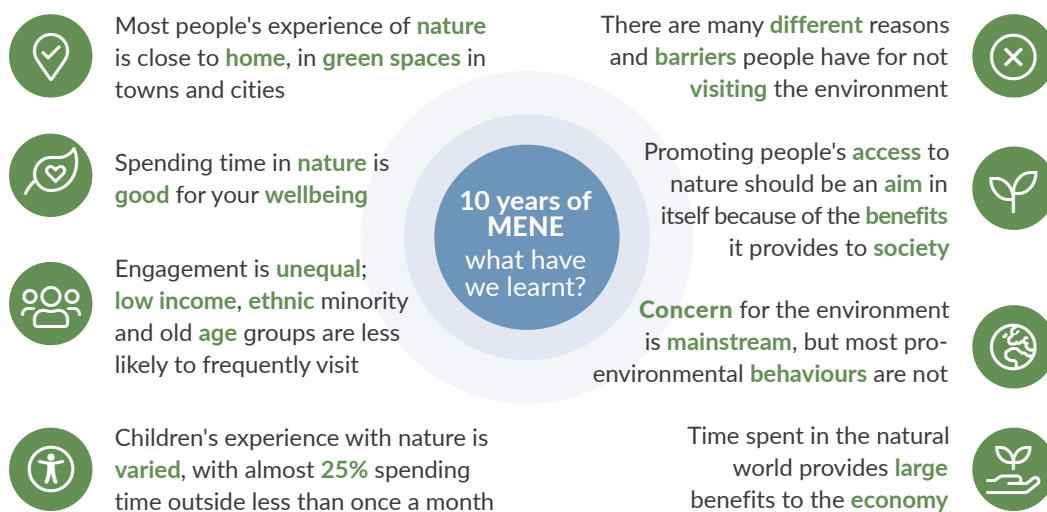 Most people's experience of nature
is close to home, in green spaces in
towns and cities
Spending time in nature is
good for your wellbeing
Engagement is unequal;
low income, ethnic minority
and old age groups are less
likely to frequently visit
Children's experience with nature is
varied, with almost 25% spending
time outside less than once a month
10 years of
MENE
what have
we learnt?
There are many different reasons
and barriers people have for not
visiting the environment
Promoting people's access to
nature should be an aim in
itself because of the benefits
it provides to society
Concern for the environment
is mainstream, but most pro-
environmental behaviours are not
Time spent in the natural
world provides large
benefits to the economy